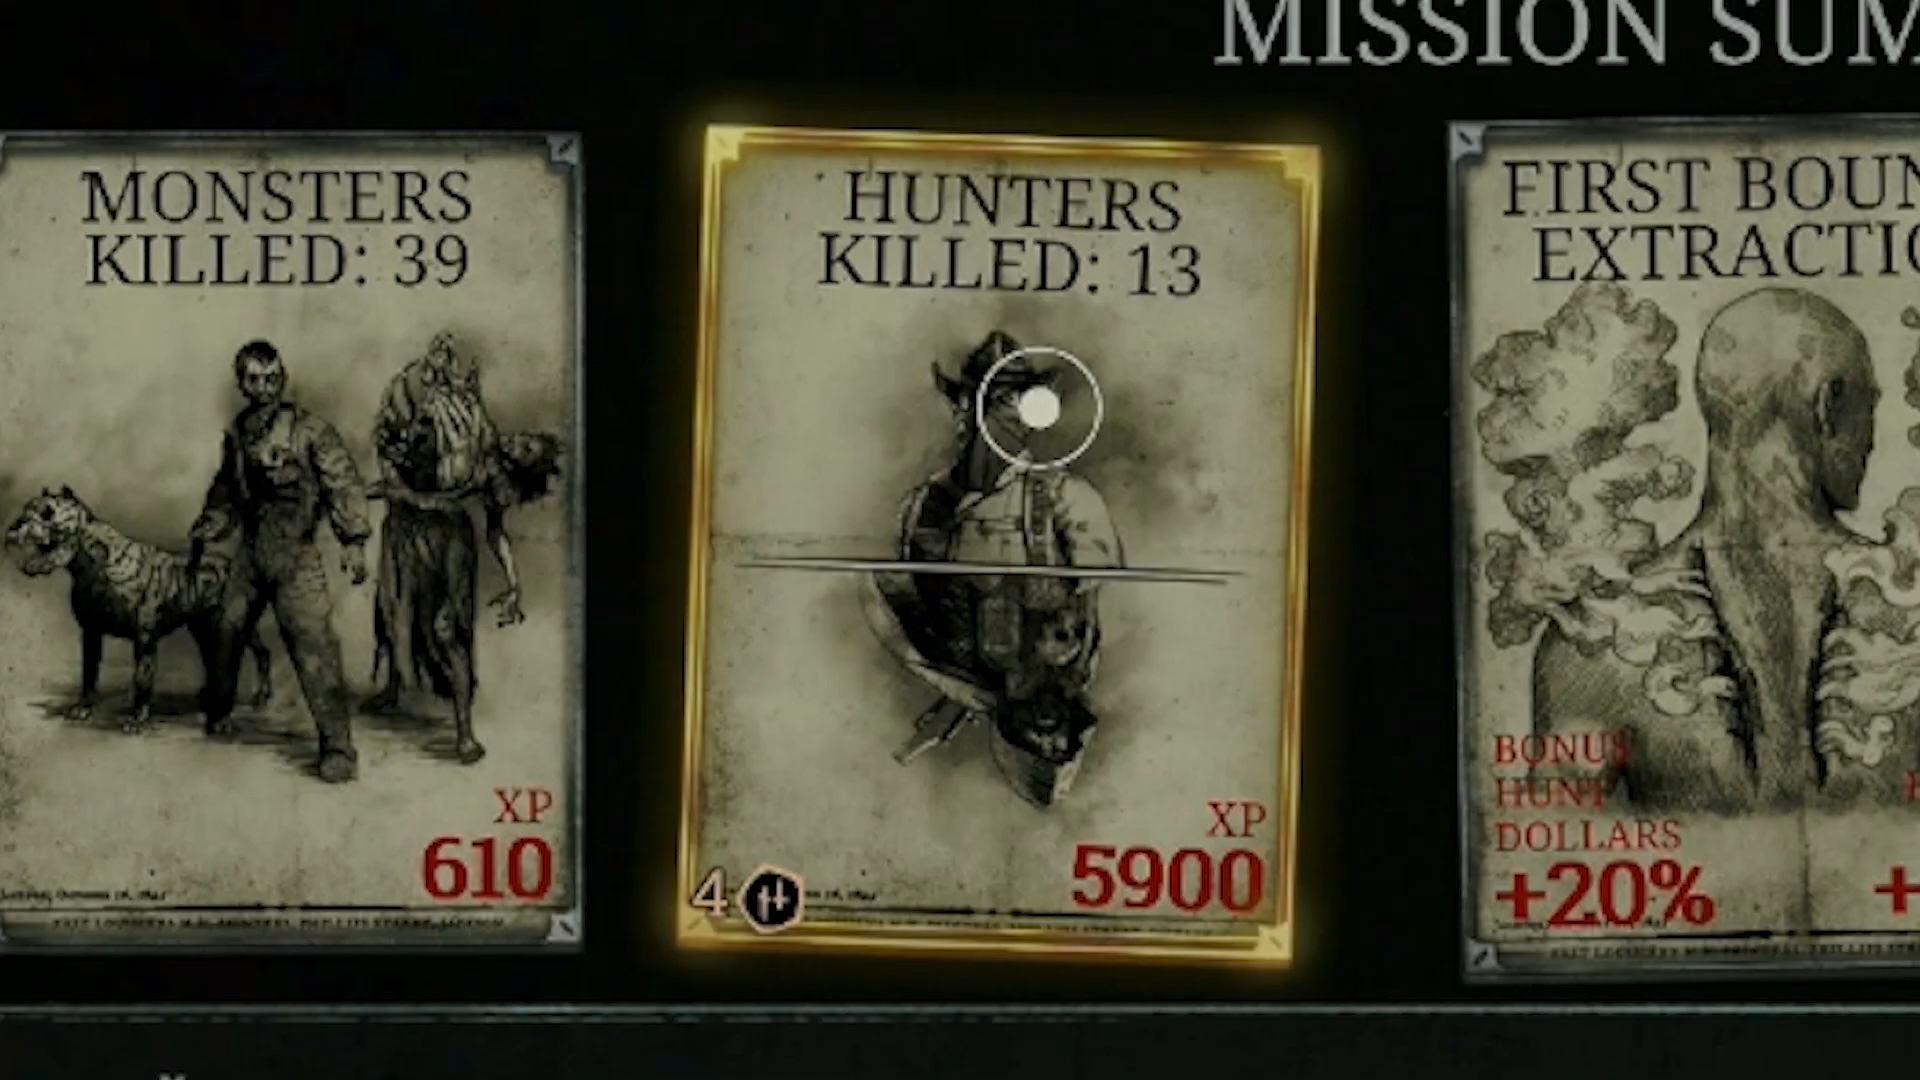 MISSION SUM
MONSTERS
KILLED: 39
XP
610
HUNTERS
KILLED: 13
4
XP
5900
FIRST BOUN
EXTRACTIO
BONUS
HUNT
DOLLARS
+20%
+